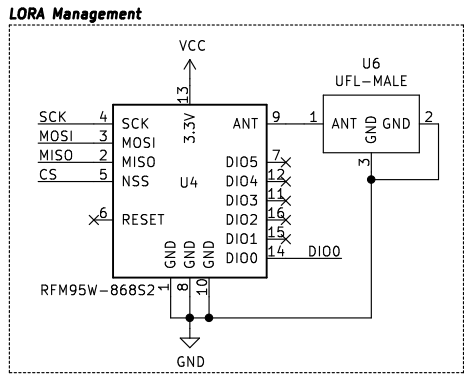 LORA Management
VCC
U6
UFL-MALE
13
3.3V
SCK 4 SCK
ANT 9 1 ANT GND GND 2
MOSI 3 MOSI
MISO 2 MISO
CS 5 NSS
U4
DIO5 7
DIO4 12
DIO3 11
3
6 RESET
DIO2 16
DIO1 15
DIO0 14 DIO0
GND GND GND
RFM95W-868S2
1 8 10
GND